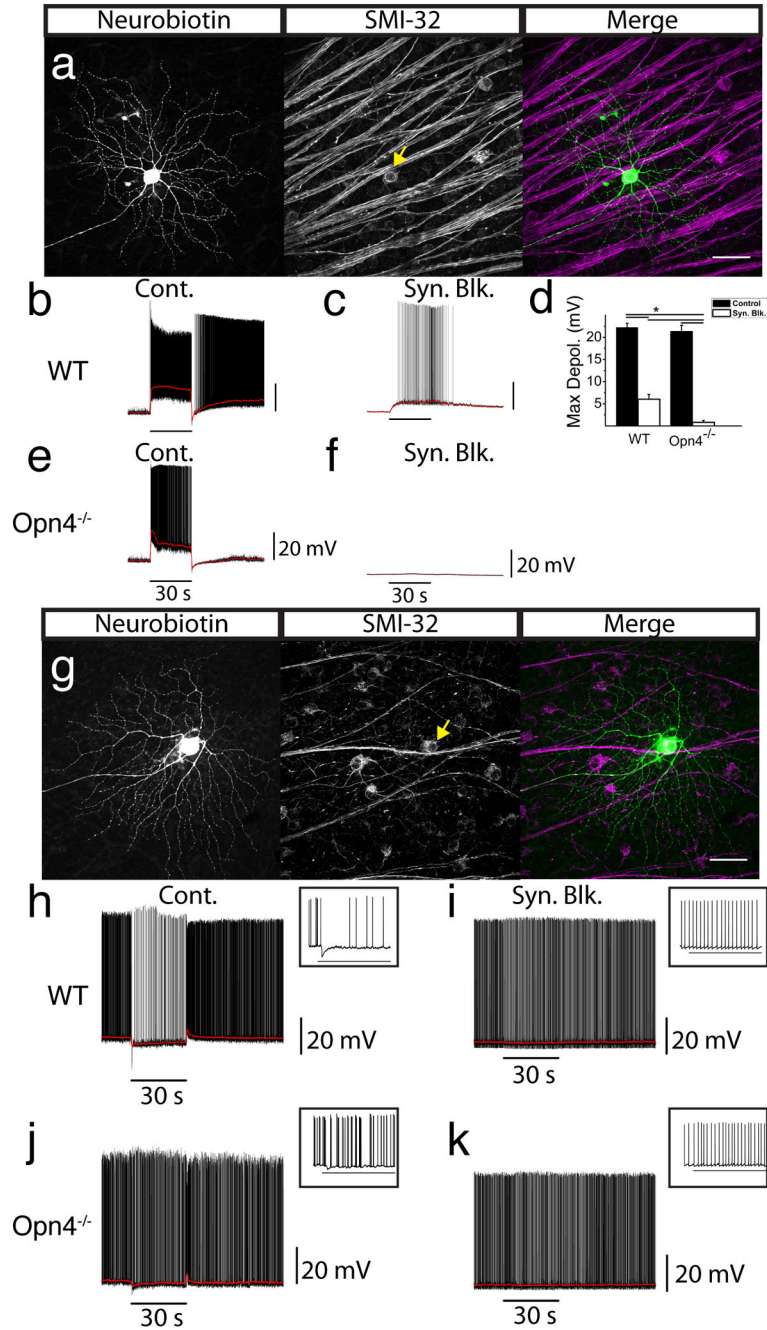 Neurobiotin SMI-32 Merge
a
b Cont.
c Syn. Blk.
d
Control
Syn. Blk.
Max Depol. (mV)
20
15
10
5
WT Opn4-/-
*
WT
e Cont.
f Syn. Blk.
Opn4-/-
20 mV
20 mV
30 s
30 s
Neurobiotin SMI-32 Merge
g
h Cont.
i Syn. Blk.
WT
20 mV
20 mV
30 s
30 s
j
k
Opn4-/-
20 mV
20 mV
30 s
30 s